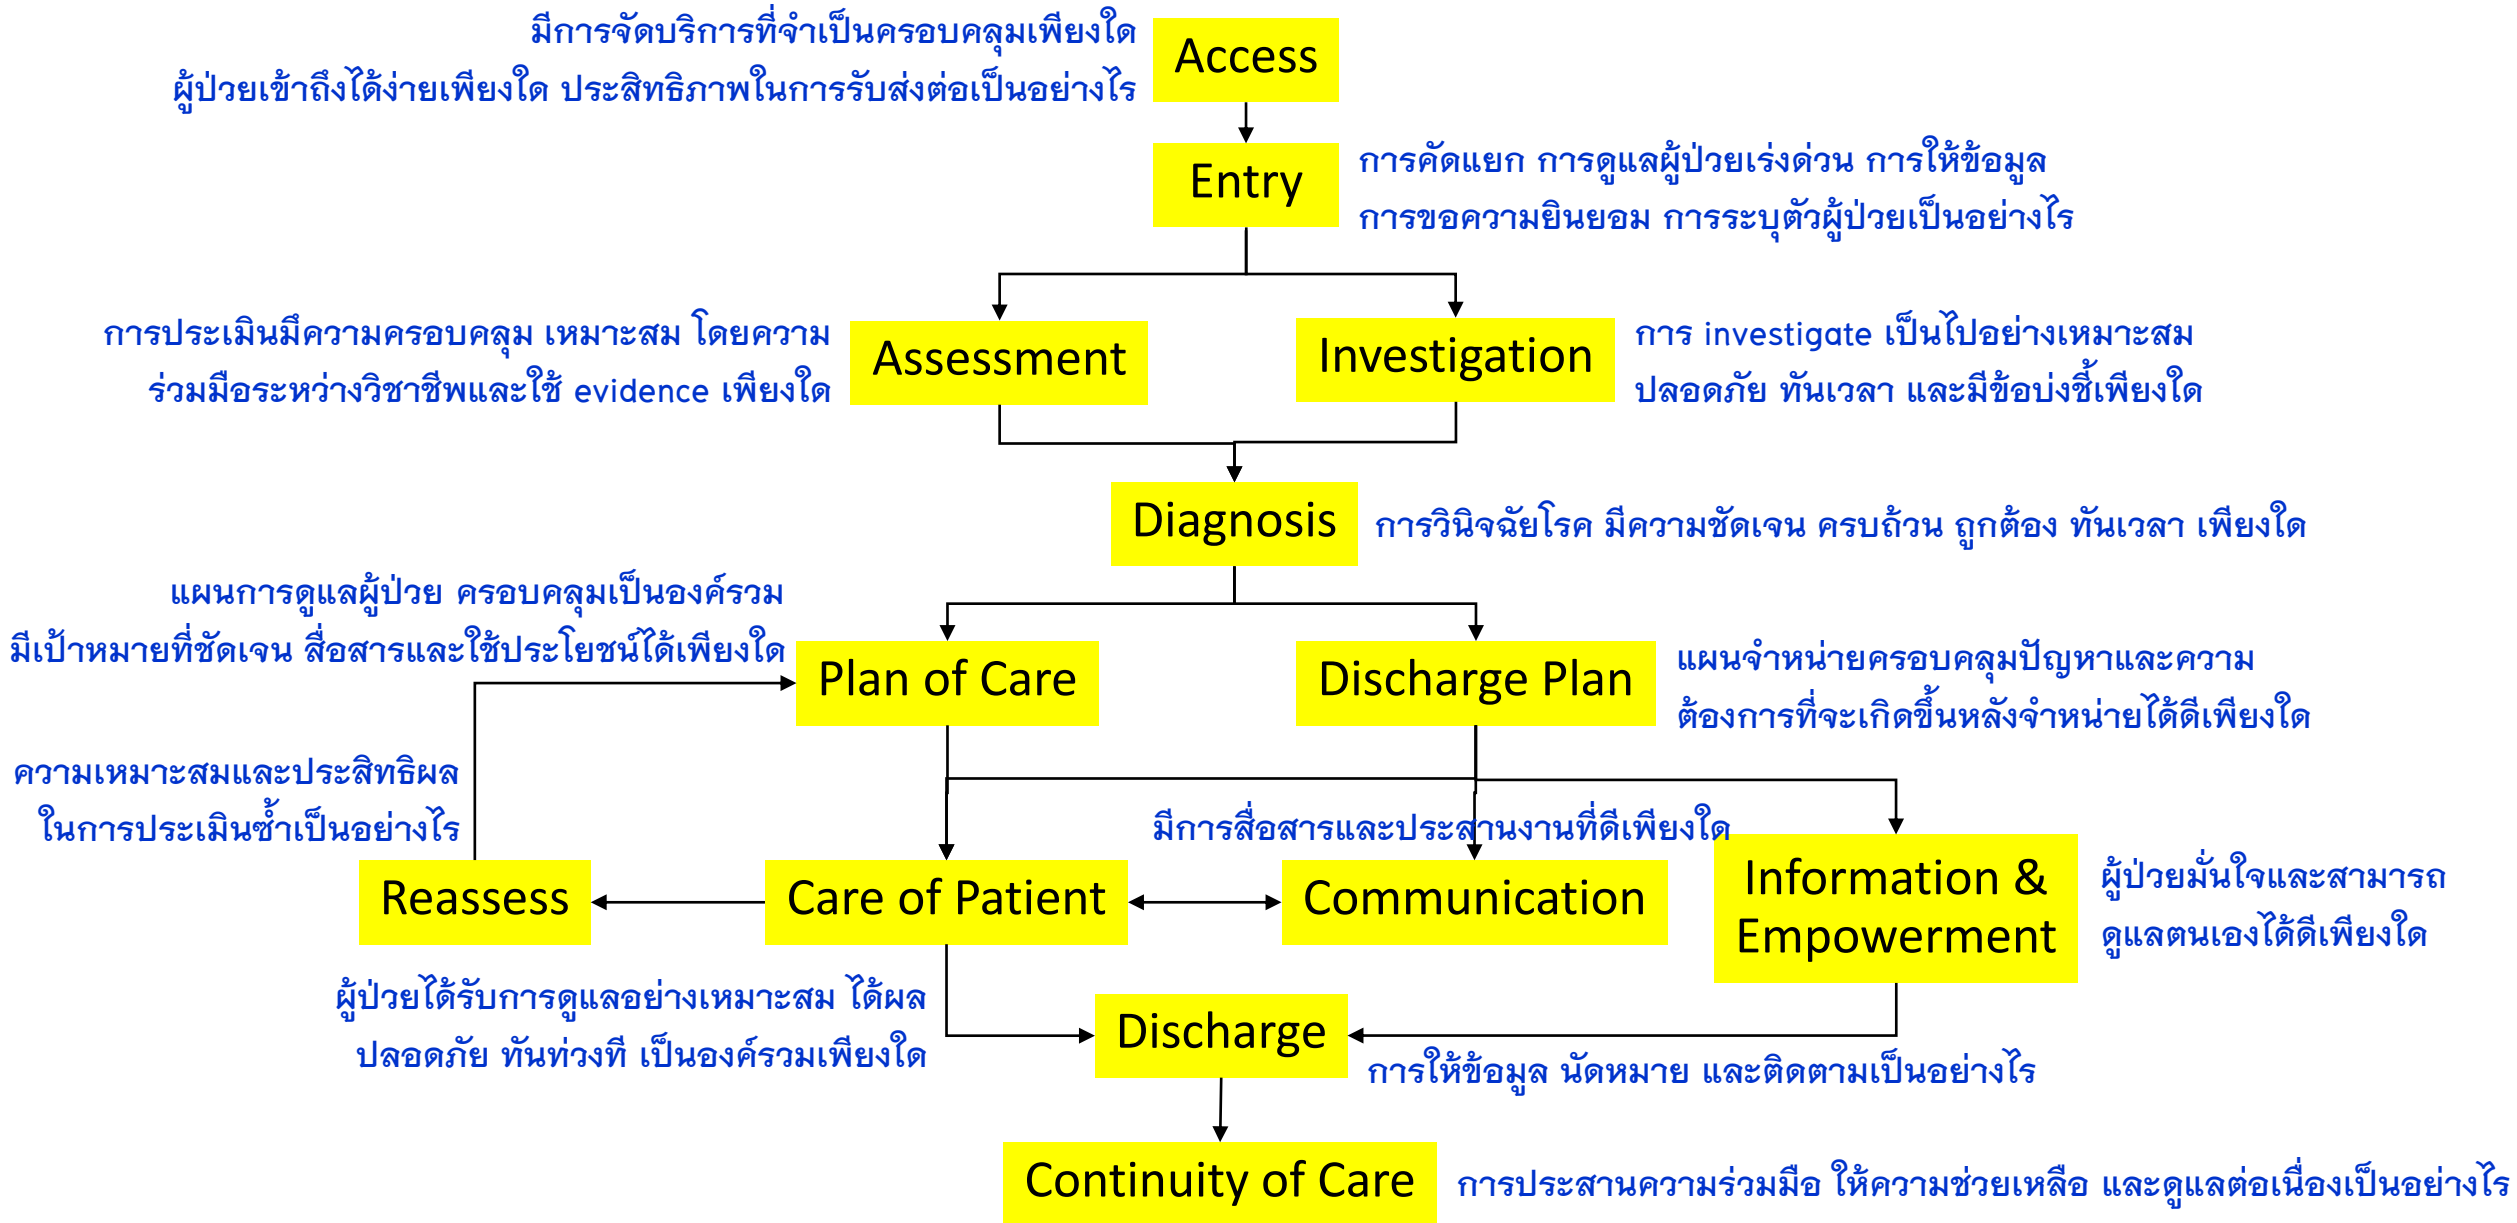 มีการจัดบริการที่จำเป็นครอบคลุมเพียงใด
ผู้ป่วยเข้าถึงได้ง่ายเพียงใด ประสิทธิภาพในการรับส่งต่อเป็นอย่างไร
Access
Entry
การคัดแยก การดูแลผู้ป่วยเร่งด่วน การให้ข้อมูล
การขอความยินยอม การระบุตัวผู้ป่วยเป็นอย่างไร
การประเมินมึความครอบคลุม เหมาะสม โดยความ
ร่วมมือระหว่างวิชาชีพและใช้ evidence เพียงใด
Assessment
Investigation
การ investigate เป็นไปอย่างเหมาะสม
ปลอดภัย ทันเวลา และมีข้อบ่งชี้เพียงใด
Diagnosis
การวินิจฉัยโรค มีความชัดเจน ครบถ้วน ถูกต้อง ทันเวลา เพียงใด
แผนการดูแลผู้ป่วย ครอบคลุมเป็นองค์รวม
มีเป้าหมายที่ชัดเจน สื่อสารและใช้ประโยชน์ได้เพียงใด
Plan of Care
Discharge Plan
แผนจำหน่ายครอบคลุมปัญหาและความ
ต้องการที่จะเกิดขึ้นหลังจำหน่ายได้ดีเพียงใด
ความเหมาะสมและประสิทธิผล
ในการประเมินซ้ำเป็นอย่างไร
มีการสื่อสารและประสานงานที่ดีเพียงใด
Reassess
Care of Patient
Communication
Information &
Empowerment
ผู้ป่วยมั่นใจและสามารถ
ดูแลตนเองได้ดีเพียงใด
ผู้ป่วยได้รับการดูแลอย่างเหมาะสม ได้ผล
ปลอดภัย ทันท่วงที เป็นองค์รวมเพียงใด
Discharge
การให้ข้อมูล นัดหมาย และติดตามเป็นอย่างไร
Continuity of Care
การประสานความร่วมมือ ให้ความช่วยเหลือ และดูแลต่อเนื่องเป็นอย่างไร